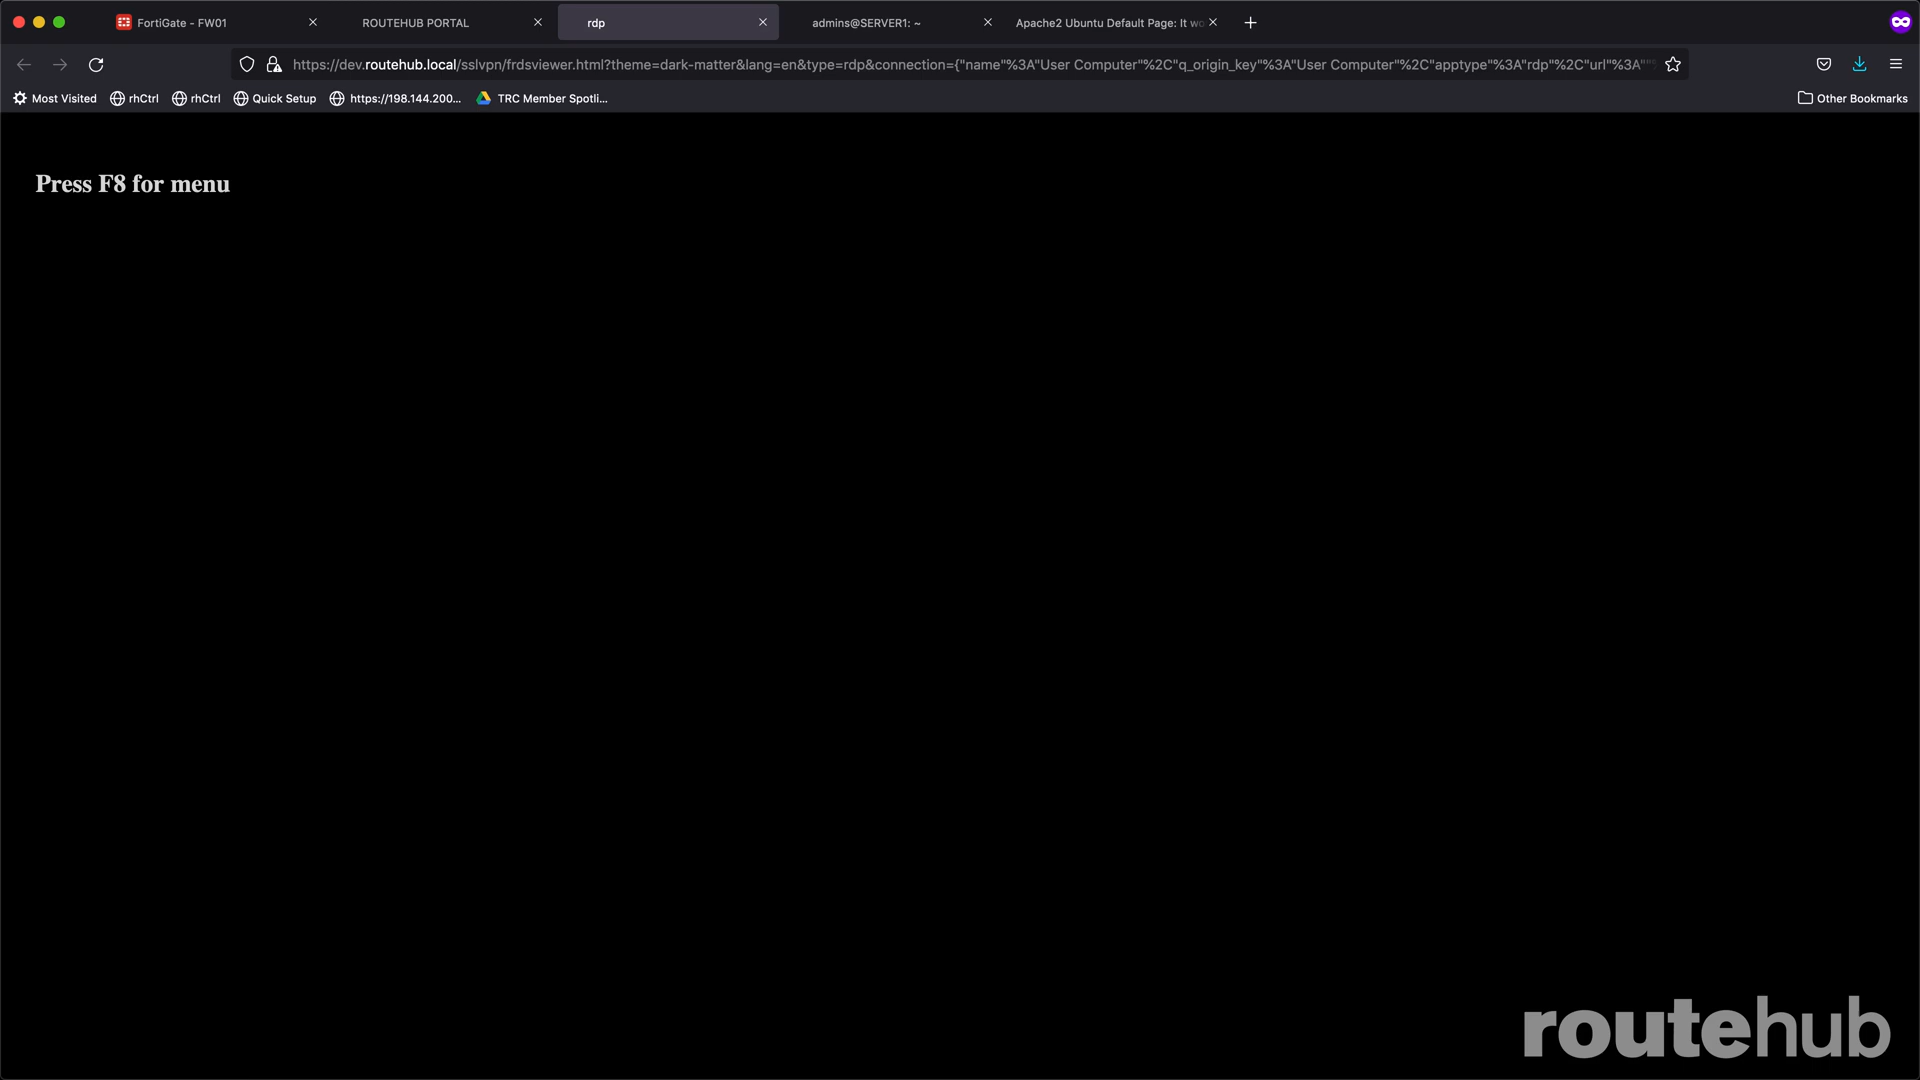 FortiGate - FW01
ROUTEHUB PORTAL
rdp
admins@SERVER1: ~
Apache2 Ubuntu Default Page: It wo
https://dev.routehub.local/sslvpn/frdsviewer.html?theme=dark-matter&lang=en&type=rdp&connection={"name"%3A"User Computer"%2C"q_origin_key"%3A"User Computer"%2C"apptype"%3A"rdp"%2C"url"%3A"
Most Visited
rhCtrl
rhCtrl
Quick Setup
https://198.144.200...
TRC Member Spotli...
Other Bookmarks
Press F8 for menu
routehub